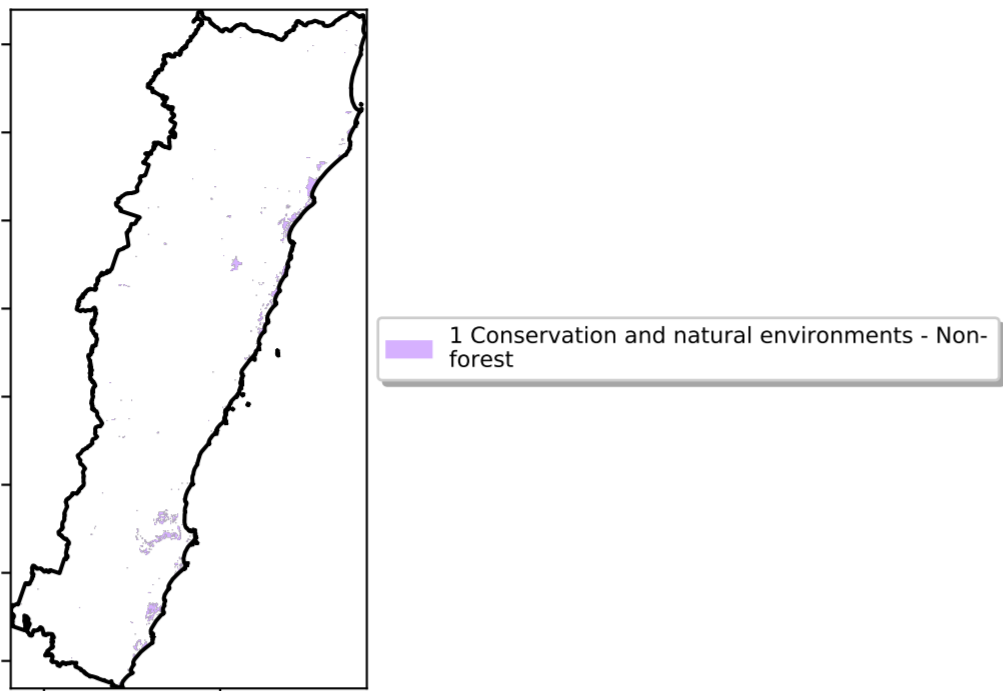 1 Conservation and natural environments - Non-
forest